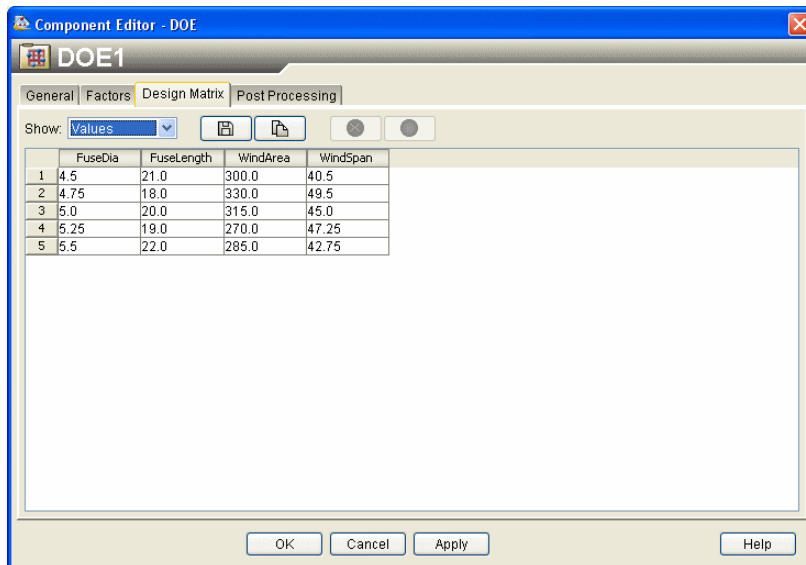 Component Editor - DOE
DOE1
General Factors Design Matrix Post Processing
Show: Values
FuseDia FuseLength WindArea WindSpan
1 4.5 21.0 300.0 40.5
2 4.75 18.0 330.0 49.5
3 5.0 20.0 315.0 45.0
4 5.25 19.0 270.0 47.25
5 5.5 22.0 285.0 42.75
OK Cancel Apply Help